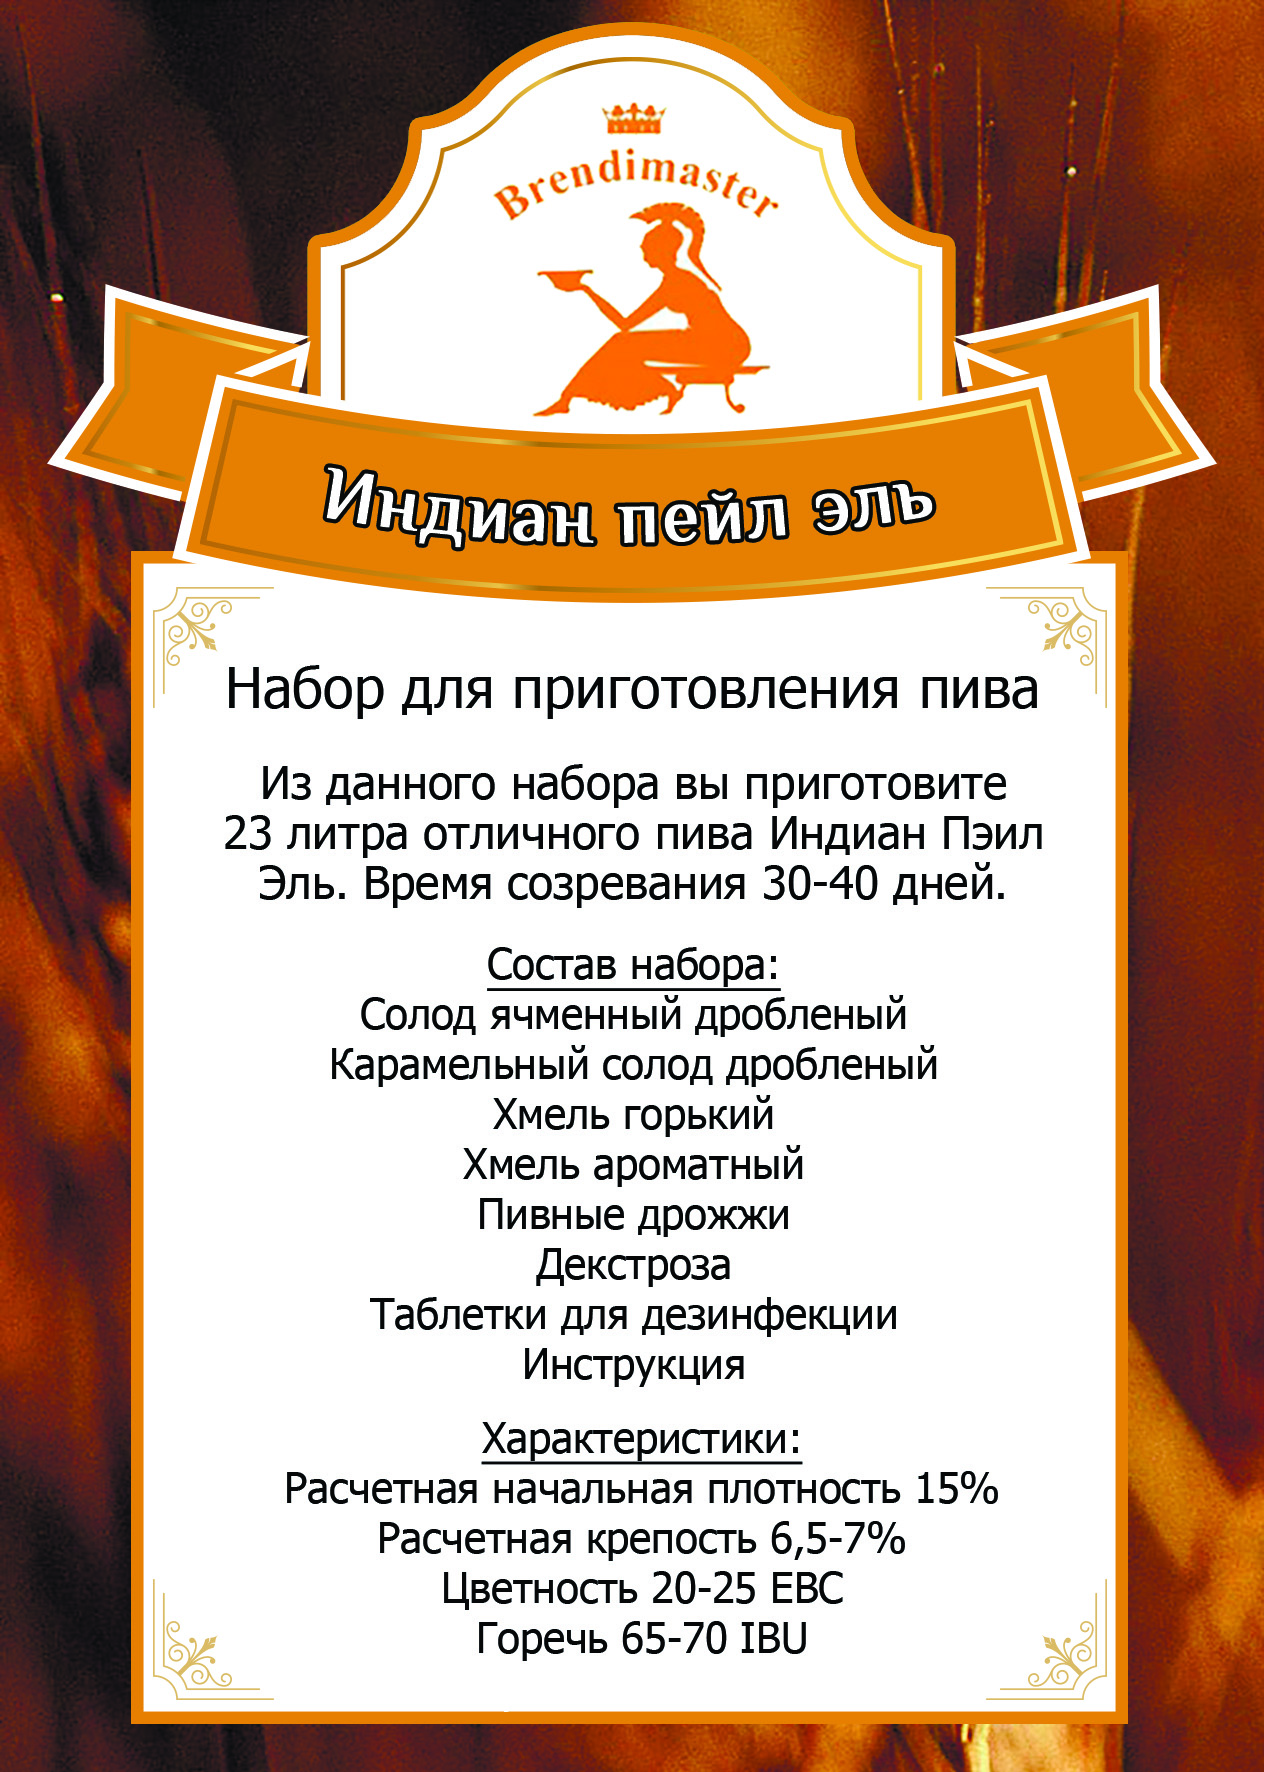 Brendimaster
Индиан пейл эль
Набор для приготовления пива
Из данного набора вы приготовите
23 литра отличного пива Индиан Пэил
Эль. Время созревания 30-40 дней.
Состав набора:
Солод ячменный дробленый
Карамельный солод дробленый
Хмель горький
Хмель ароматный
Пивные дрожжи
Декстроза
Таблетки для дезинфекции
Инструкция
Характеристики:
Расчетная начальная плотность 15%
Расчетная крепость 6,5-7%
Цветность 20-25 EBC
Горечь 65-70 IBU